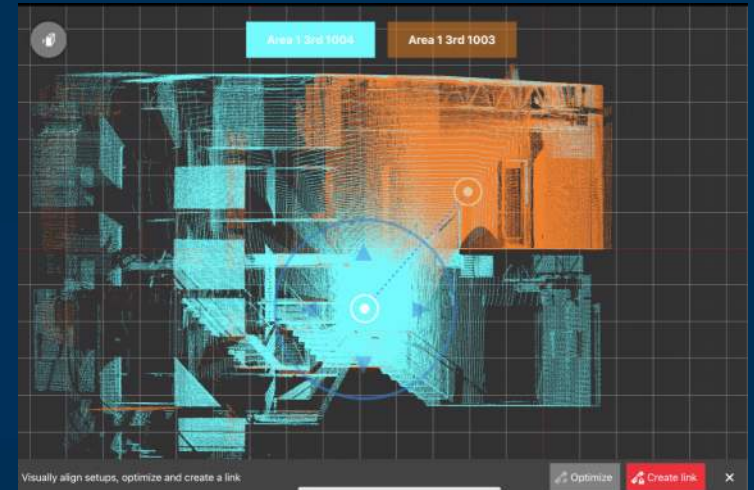 Area 1 3rd 1004
Area 1 3rd 1003
Visually align setups, optimize and create a link
Optimize
Create link